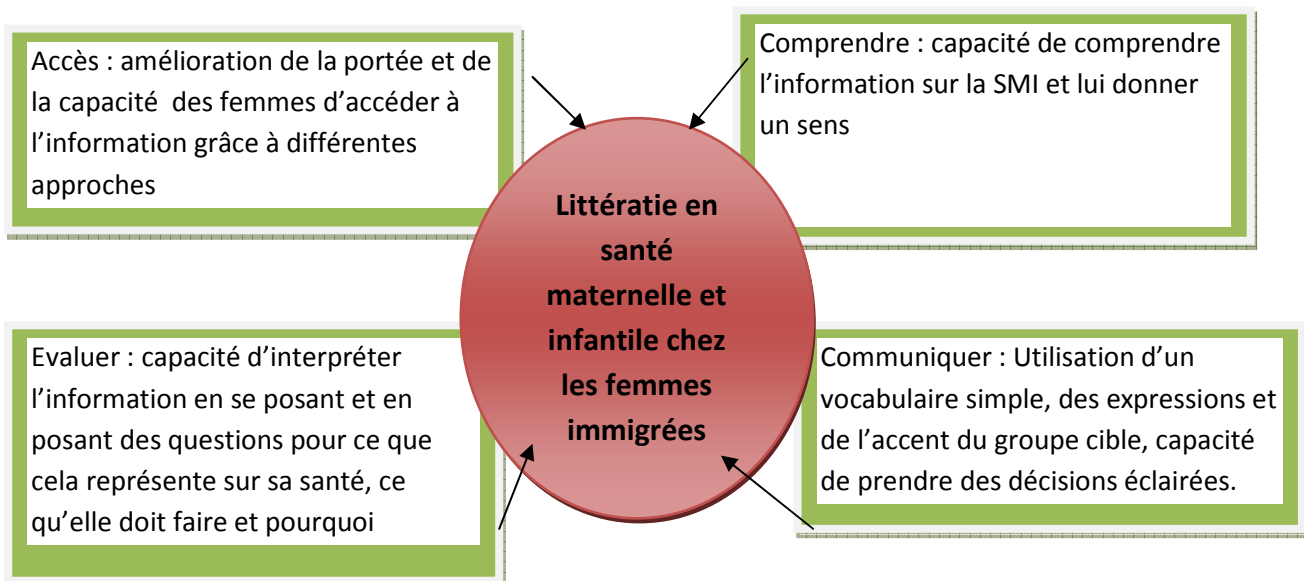 Accès : amélioration de la portée et de
la capacité des femmes d’accéder à
l’information grâce à différentes
approches
Comprendre : capacité de comprendre
l’information sur la SMI et lui donner
un sens
Littératie en
santé
maternelle et
infantile chez
les femmes
immigrées
Evaluer : capacité d’interpréter
l’information en se posant et en
posant des questions pour ce que
cela représente sur sa santé, ce
qu’elle doit faire et pourquoi
Communiquer : Utilisation d’un
vocabulaire simple, des expressions et
de l’accent du groupe cible, capacité
de prendre des décisions éclairées.